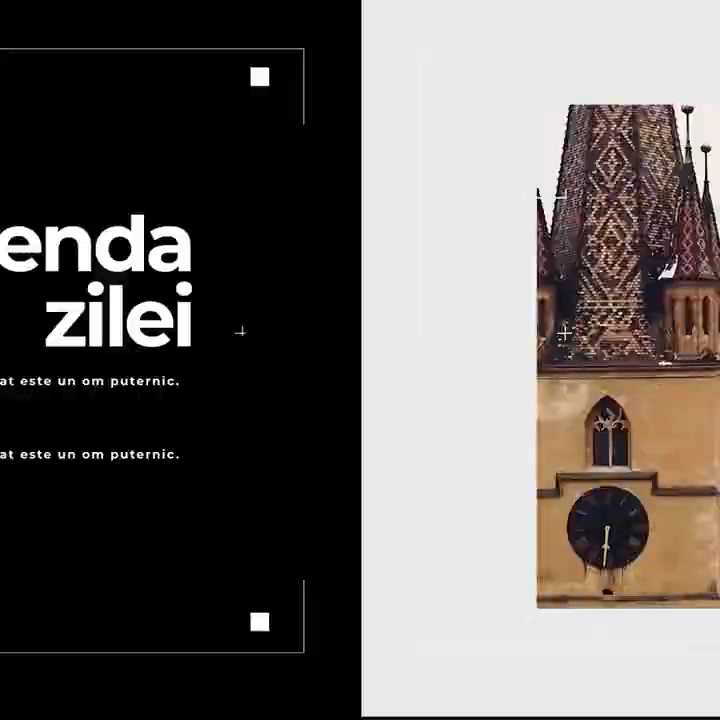 enda
zilei
at este un om puternic.
at este un om puternic.